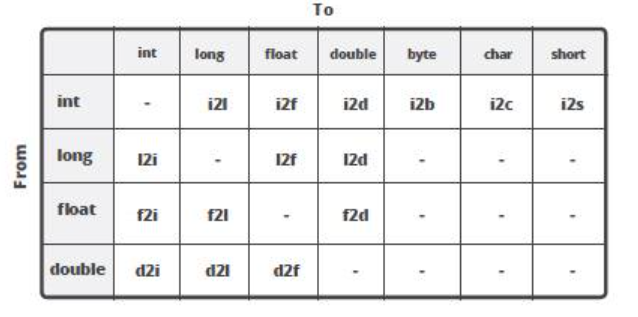 To
int long float double byte char short
int - i2l i2f i2d i2b i2c i2s
From
long l2i - l2f l2d - - -
float f2i f2l - f2d - - -
double d2i d2l d2f - - - -